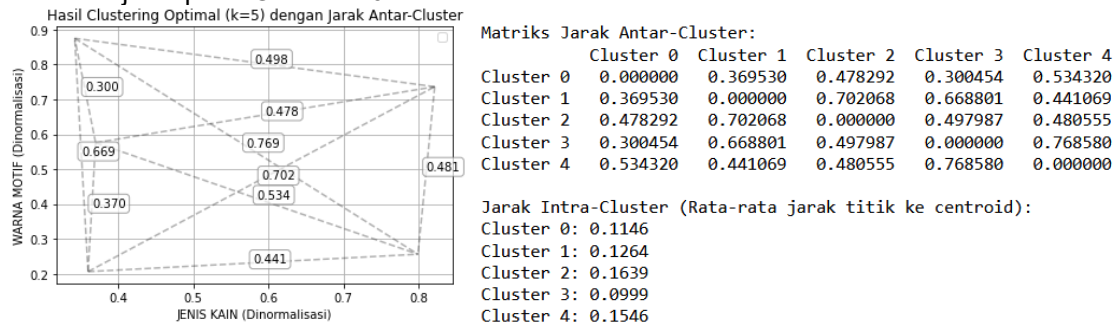 Hasil Clustering Optimal (k=5) dengan Jarak Antar-Cluster
0.9
0.8
0.7
0.6
0.5
0.4
0.3
0.2
WARNA MOTIF (Dinormalisasi)
0.498
0.300
0.478
0.769
0.669
0.481
0.702
0.534
0.370
0.441
0.4 0.5 0.6 0.7 0.8
JENIS KAIN (Dinormalisasi)
Matriks Jarak Antar-Cluster:
Cluster 0 Cluster 1 Cluster 2 Cluster 3 Cluster 4
Cluster 0 0.000000 0.369530 0.478292 0.300454 0.534320
Cluster 1 0.369530 0.000000 0.702068 0.668801 0.441069
Cluster 2 0.478292 0.702068 0.000000 0.497987 0.480555
Cluster 3 0.300454 0.668801 0.497987 0.000000 0.768580
Cluster 4 0.534320 0.441069 0.480555 0.768580 0.000000
Jarak Intra-Cluster (Rata-rata jarak titik ke centroid):
Cluster 0: 0.1146
Cluster 1: 0.1264
Cluster 2: 0.1639
Cluster 3: 0.0999
Cluster 4: 0.1546